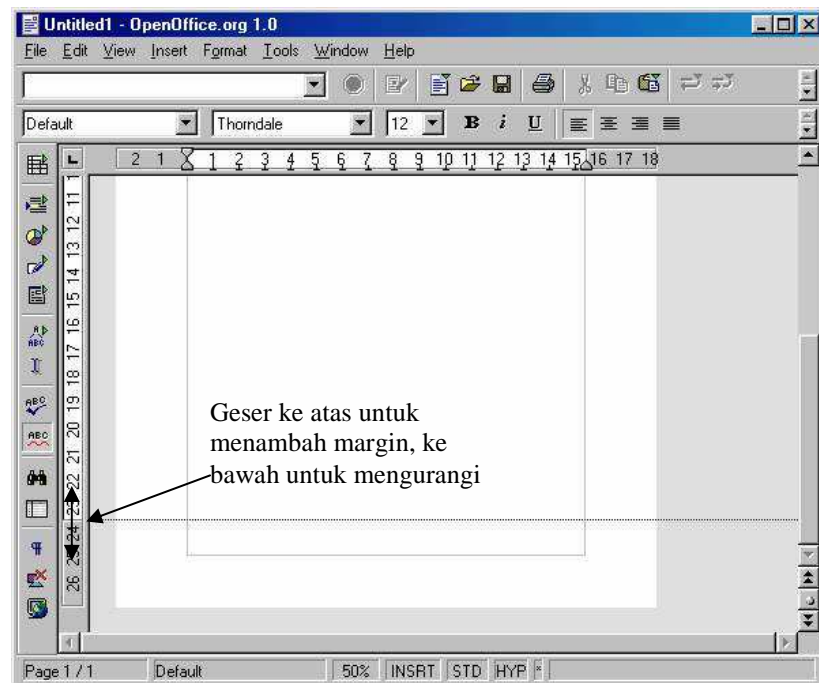 Untitled1 - OpenOffice.org 1.0
File Edit View Insert Format Tools Window Help
Default Thorndale 12 B i U
2 1 1 2 3 4 5 6 7 8 9 10 11 12 13 14 15 16 17 18
11 12 13 14 15 16 17 18 19 20 21 22 23 24 25 26
Geser ke atas untuk
menambah margin, ke
bawah untuk mengurangi
Page 1 / 1 Default 50% INSRT STD HYP *